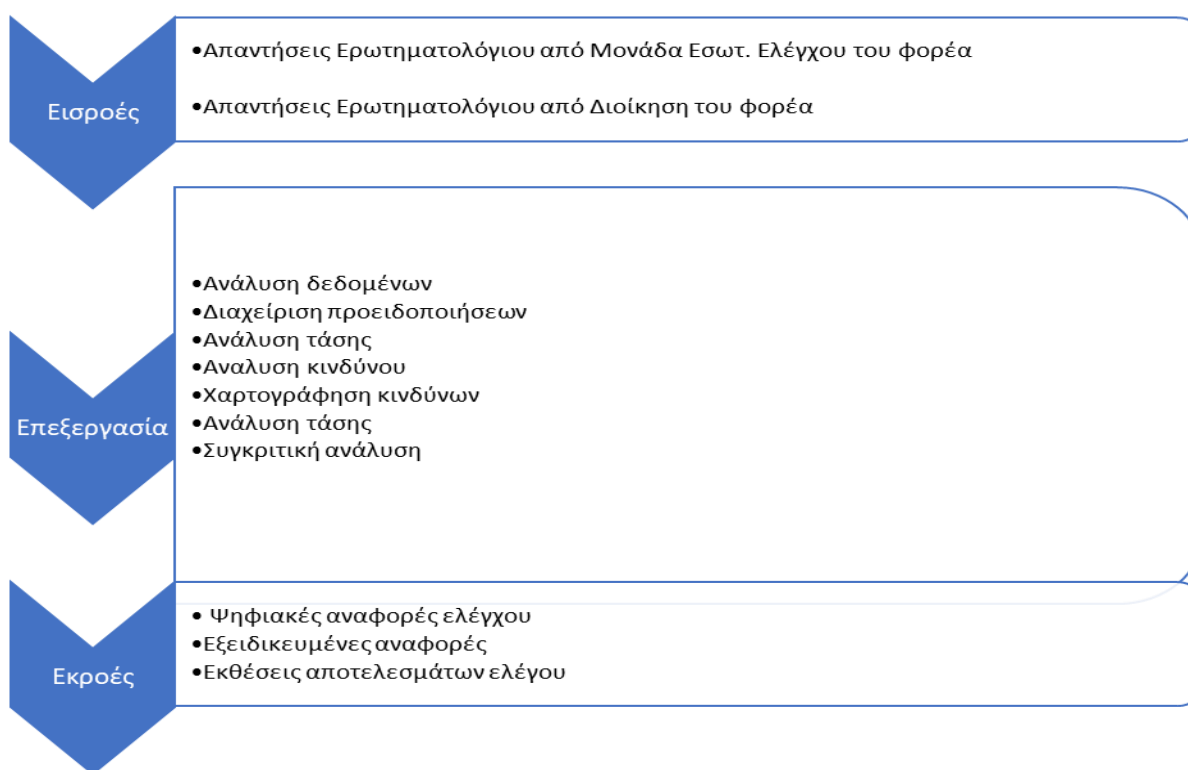 Εισροές
•Απαντήσεις Ερωτηματολόγιου από Μονάδα Εσωτ. Ελέγχου του φορέα
•Απαντήσεις Ερωτηματολόγιου από Διοίκηση του φορέα
Επεξεργασία
•Ανάλυση δεδομένων
•Διαχείριση προειδοποιήσεων
•Ανάλυση τάσης
•Αναλυση κινδύνου
•Χαρτογράφηση κινδύνων
•Ανάλυση τάσης
•Συγκριτική ανάλυση
Εκροές
• Ψηφιακές αναφορές ελέγχου
•Εξειδικευμένες αναφορές
•Εκθέσεις αποτελεσμάτων ελέγου